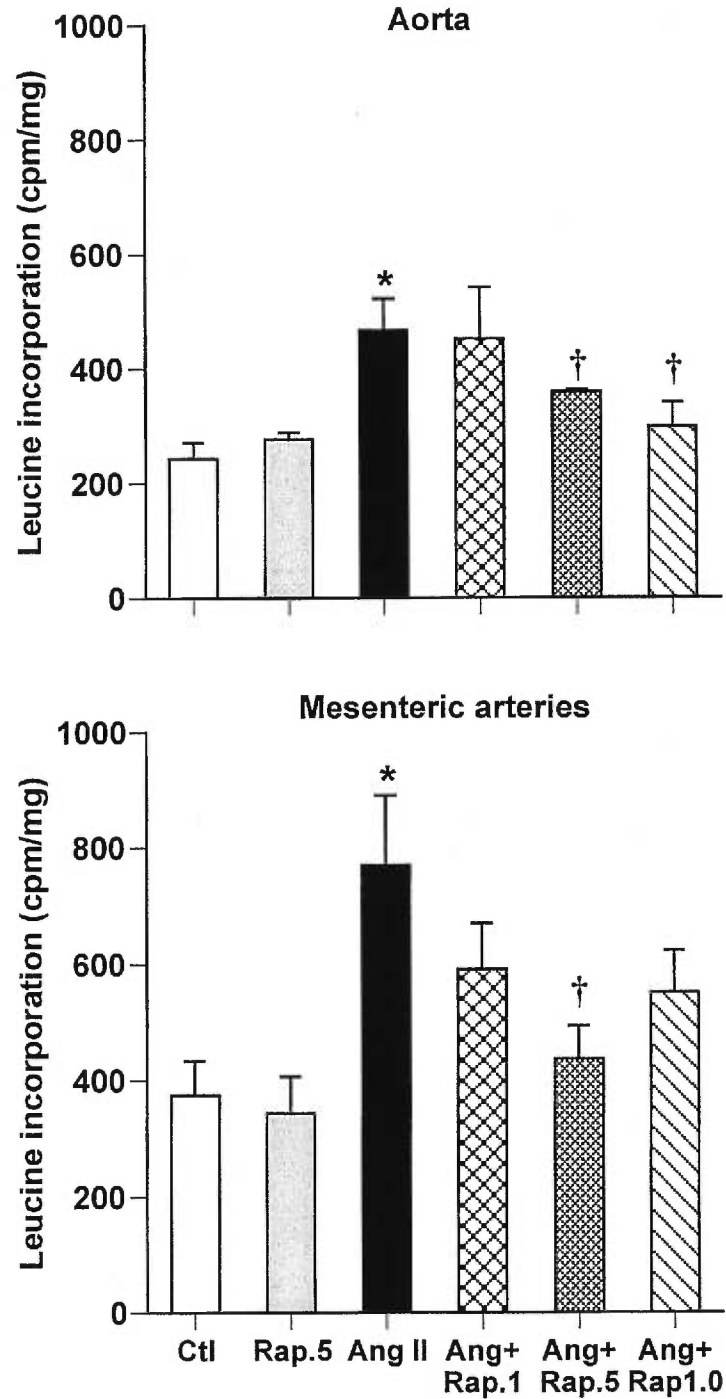 Aorta
Leucine incorporation (cpm/mg)
1000
800
600
400
200
0
*
†
†
Mesenteric arteries
Leucine incorporation (cpm/mg)
1000
800
600
400
200
0
*
†
Ctl Rap.5 Ang II Ang+ Ang+ Ang+
Rap.1 Rap.5 Rap1.0